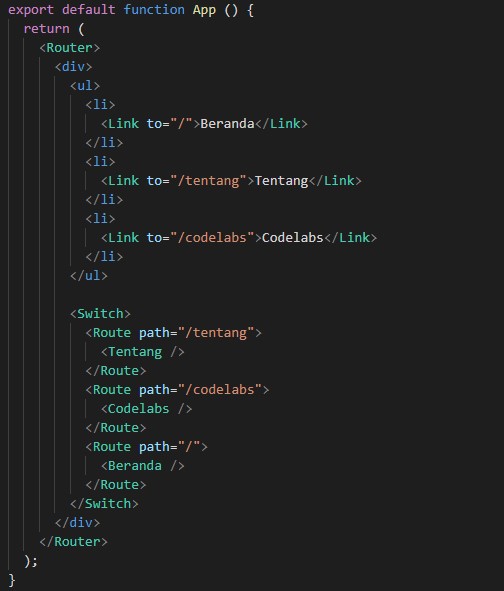 export default function App () {
  return (
    <Router>
      <div>
        <ul>
          <li>
            <Link to="/">Beranda</Link>
          </li>
          <li>
            <Link to="/tentang">Tentang</Link>
          </li>
          <li>
            <Link to="/codelabs">Codelabs</Link>
          </li>
        </ul>

        <Switch>
          <Route path="/tentang">
            <Tentang />
          </Route>
          <Route path="/codelabs">
            <Codelabs />
          </Route>
          <Route path="/">
            <Beranda />
          </Route>
        </Switch>
      </div>
    </Router>
  );
}